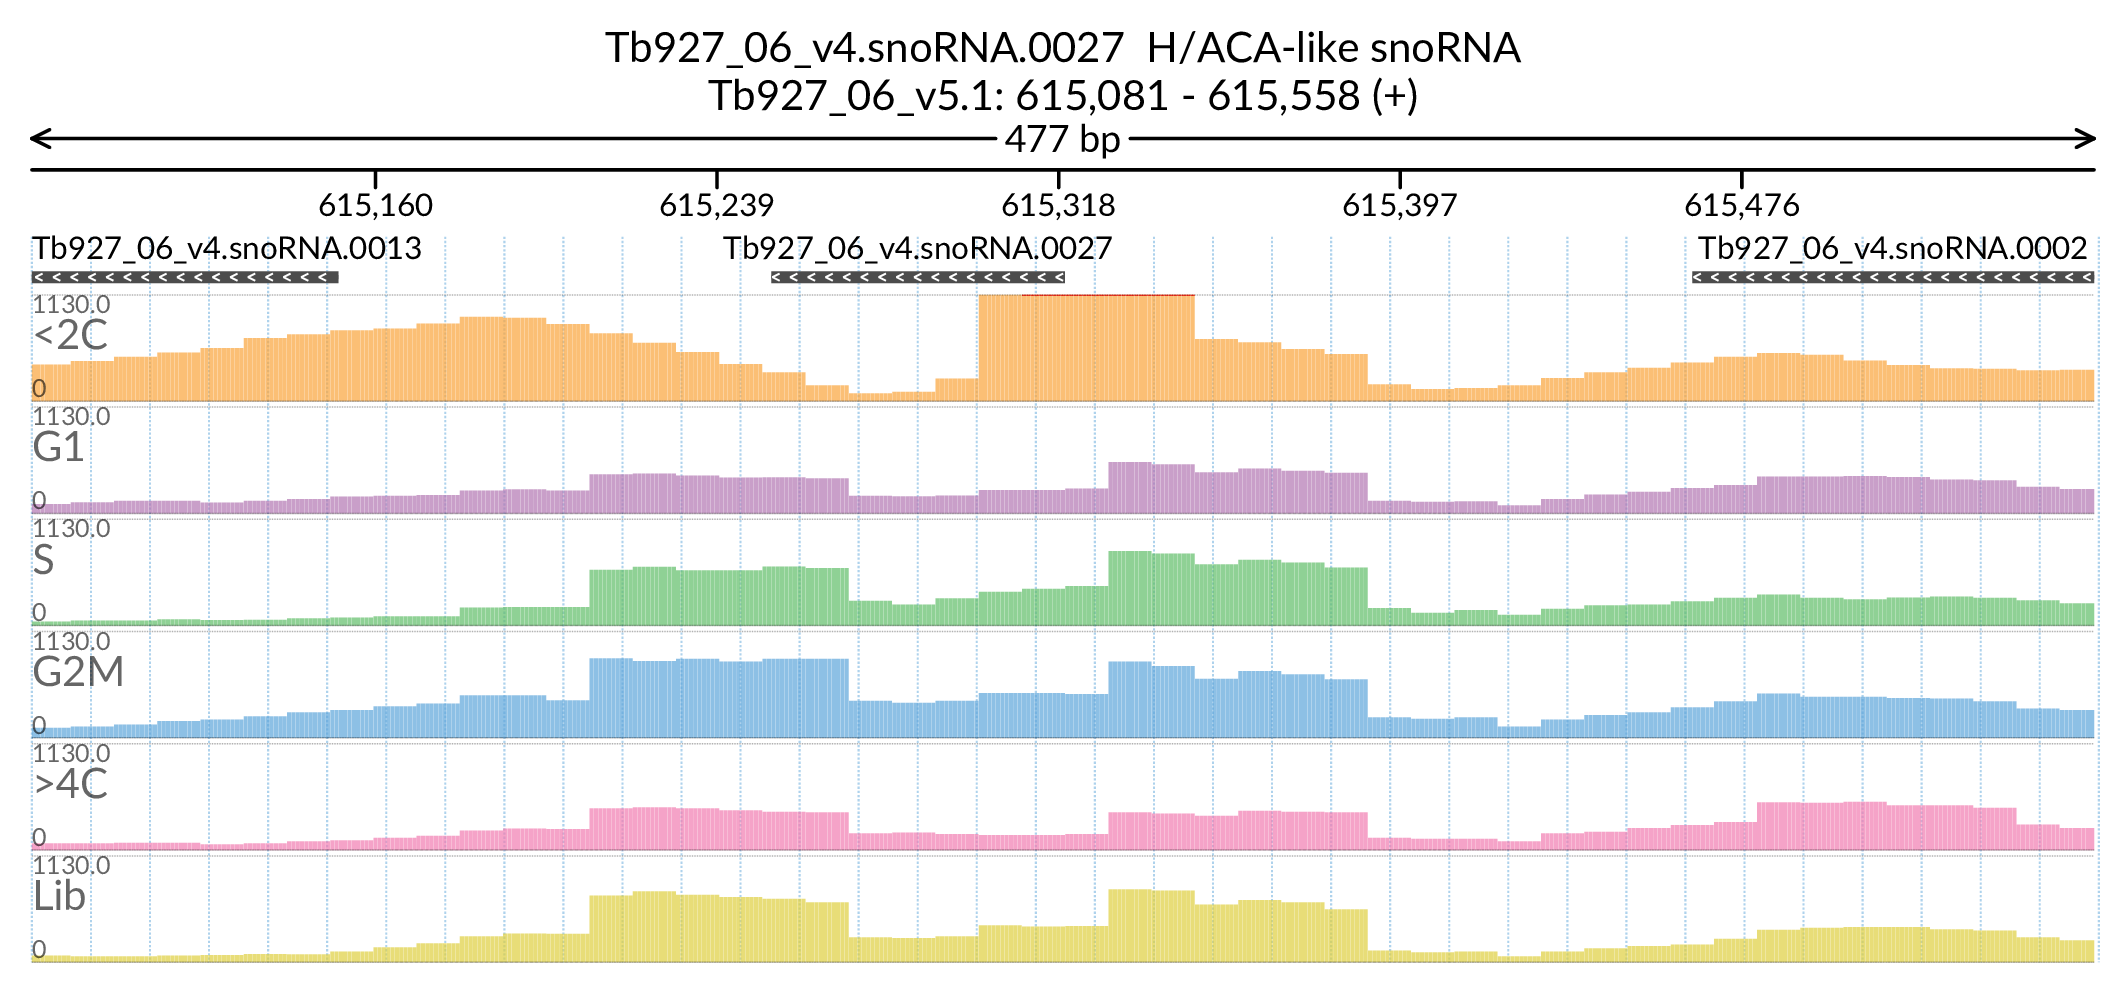 Tb927_06_v4.snoRNA.0027  H/ACA-like snoRNA
Tb927_06_v5.1: 615,081 - 615,558 (+)
477 bp
615,160 615,239 615,318 615,397 615,476
Tb927_06_v4.snoRNA.0013 Tb927_06_v4.snoRNA.0027 Tb927_06_v4.snoRNA.0002
1130.0
<2C
0
1130.0
G1
0
1130.0
S
0
1130.0
G2M
0
1130.0
>4C
0
1130.0
Lib
0